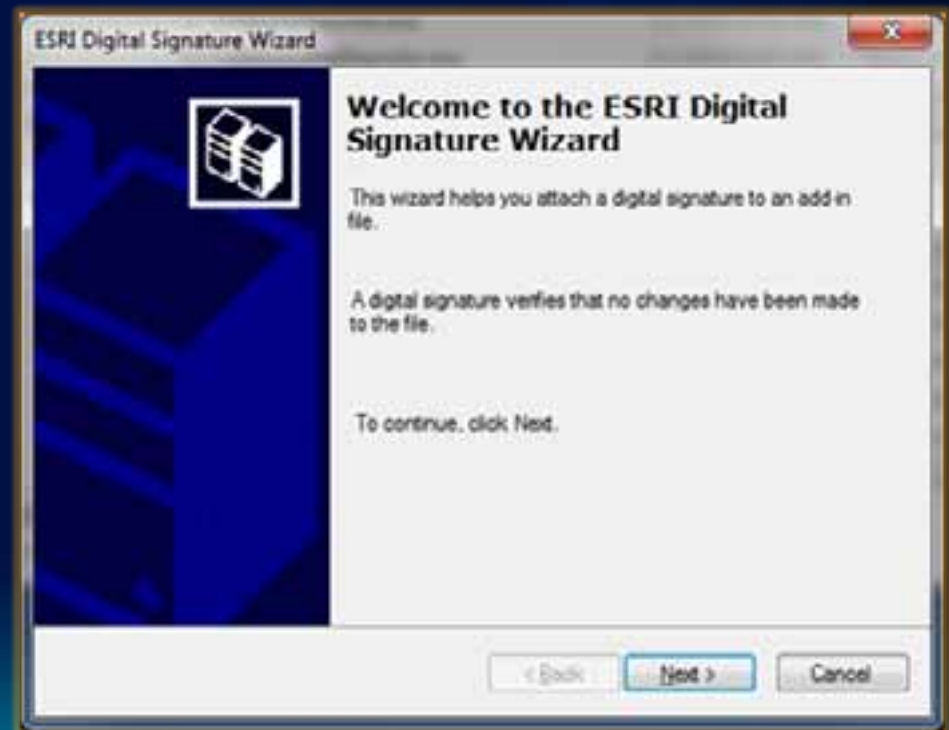 ESRI Digital Signature Wizard
Welcome to the ESRI Digital
Signature Wizard
This wizard helps you attach a digital signature to an add-in
file.
A digital signature verifies that no changes have been made
to the file.
To continue, click Next.
< Back
Next >
Cancel